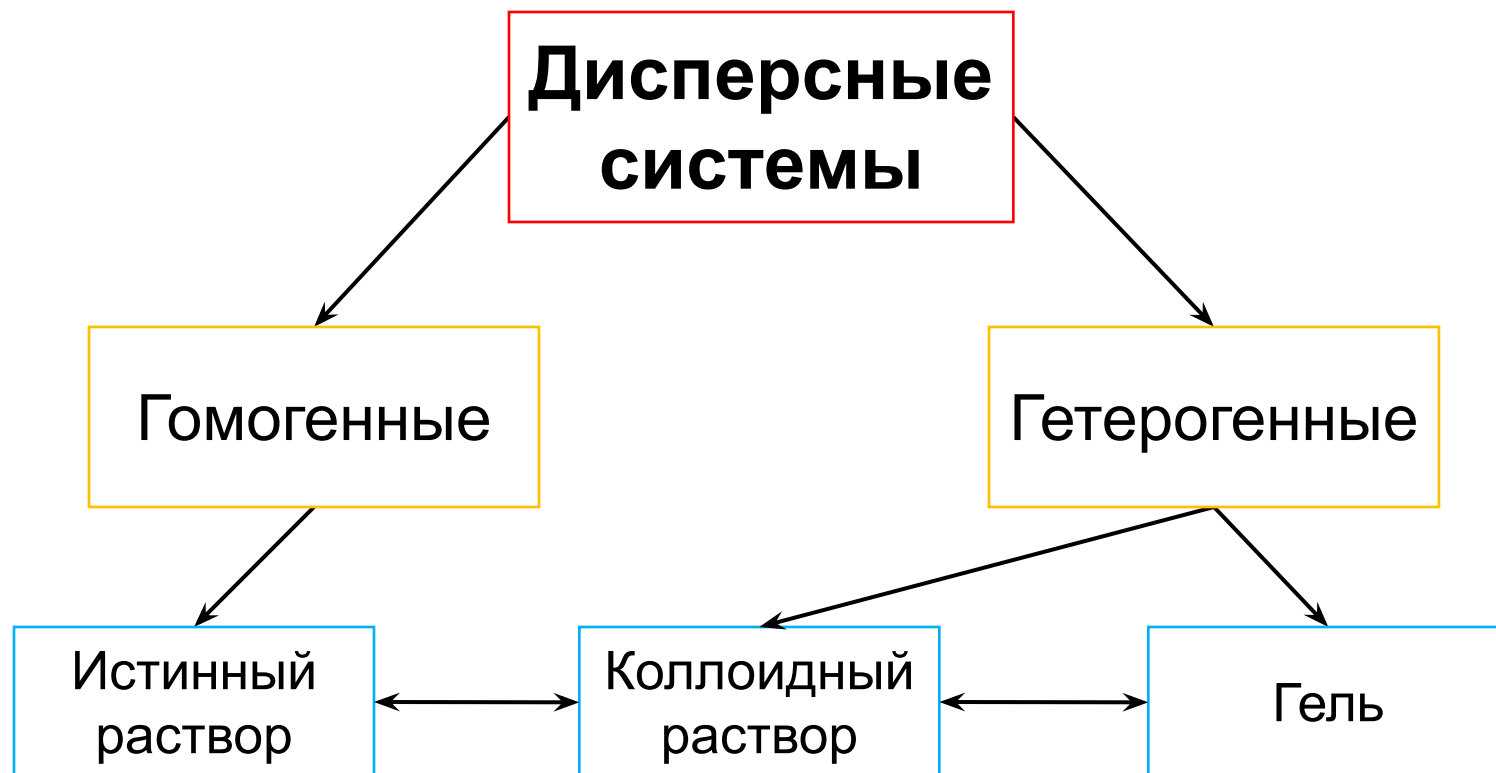 Дисперсные
системы
Гомогенные
Гетерогенные
Истинный
раствор
Коллоидный
раствор
Гель